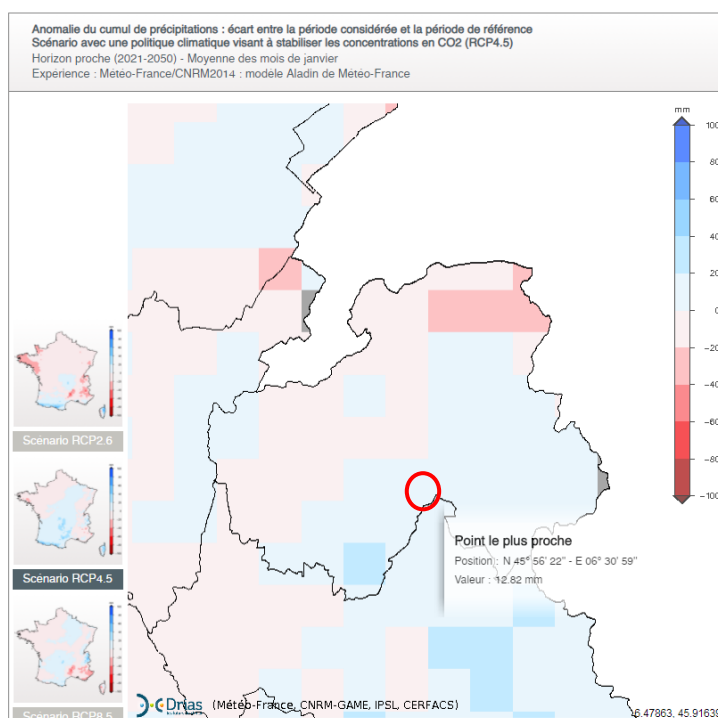 Anomalie du cumul de précipitations : écart entre la période considérée et la période de référence
Scénario avec une politique climatique visant à stabiliser les concentrations en CO2 (RCP4.5)
Horizon proche (2021-2050) - Moyenne des mois de janvier
Expérience : Météo-France/CNRM2014 : modèle Aladin de Météo-France
mm
100
80
60
40
20
0
-20
-40
-60
-80
-100
Scénario RCP2.6
Scénario RCP4.5
Scénario RCP8.5
Point le plus proche
Position : N 45° 56' 22" - E 06° 30' 59"
Valeur : 12.82 mm
Drias (Météo-France, CNRM-GAME, IPSL, CERFACS)
6.47863, 45.91639